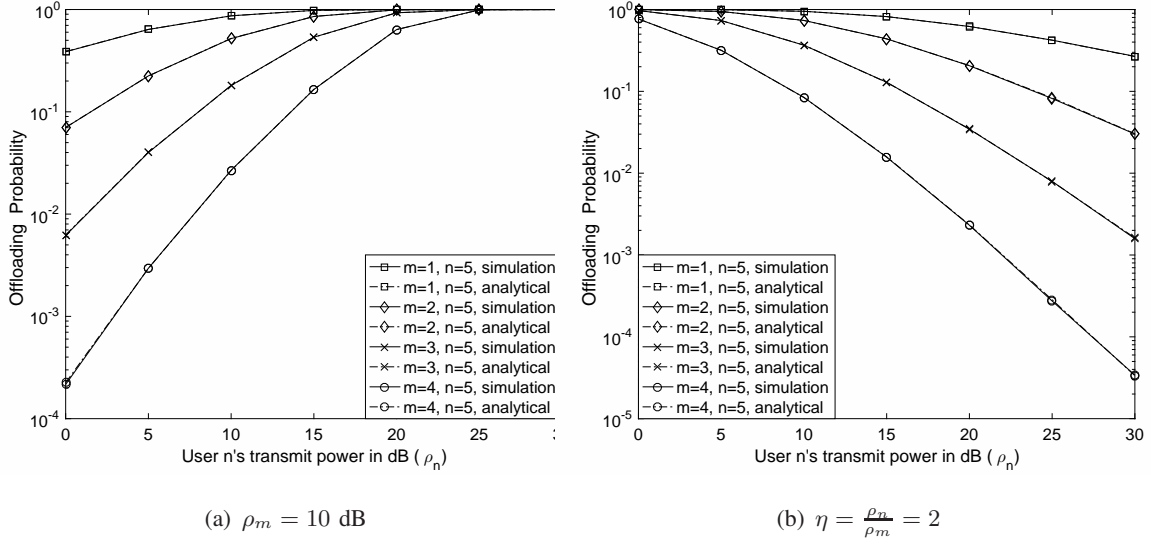 10^0
10^-1
10^-2
10^-3
10^-4
Offloading Probability
0 5 10 15 20 25
User n's transmit power in dB ( ρ_n)
m=1, n=5, simulation
m=1, n=5, analytical
m=2, n=5, simulation
m=2, n=5, analytical
m=3, n=5, simulation
m=3, n=5, analytical
m=4, n=5, simulation
m=4, n=5, analytical
(a) ρ_m = 10 dB
10^0
10^-1
10^-2
10^-3
10^-4
10^-5
Offloading Probability
0 5 10 15 20 25 30
User n's transmit power in dB ( ρ_n)
m=1, n=5, simulation
m=1, n=5, analytical
m=2, n=5, simulation
m=2, n=5, analytical
m=3, n=5, simulation
m=3, n=5, analytical
m=4, n=5, simulation
m=4, n=5, analytical
(b) η = ρ_n/ρ_m = 2